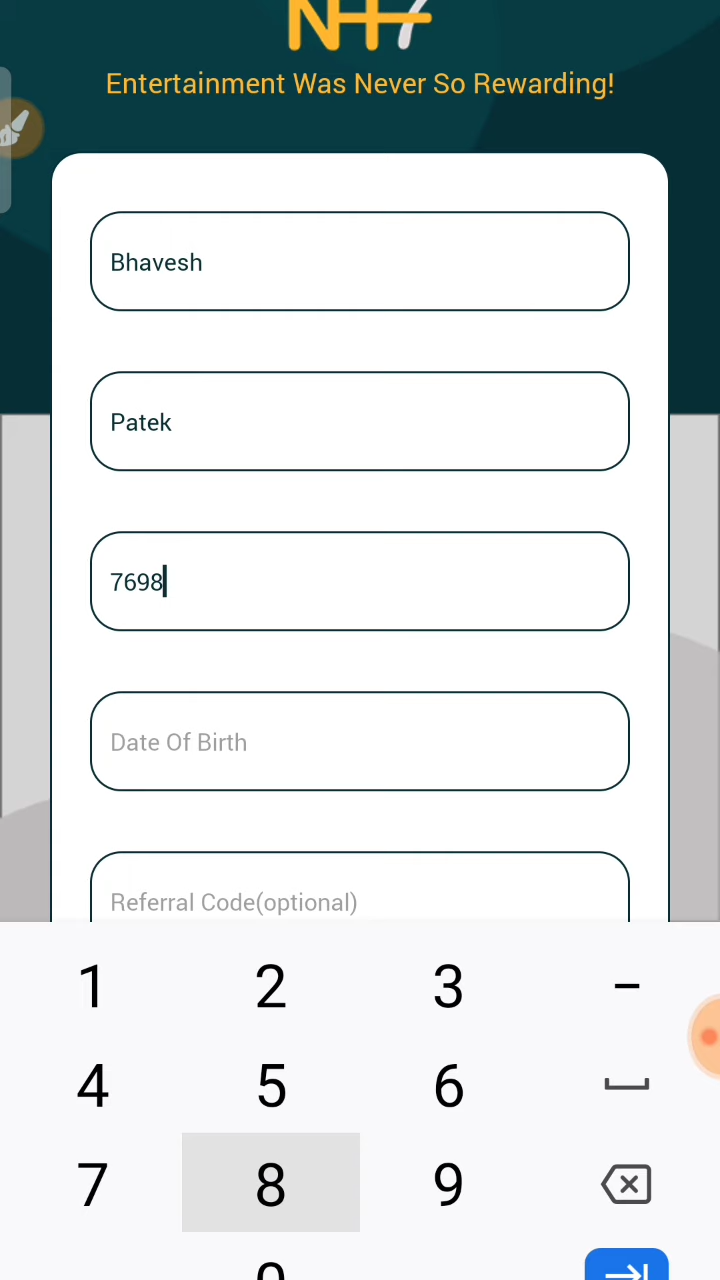 Entertainment Was Never So Rewarding!
Bhavesh
Patek
7698
Date Of Birth
Referral Code(optional)
1 2 3 –
4 5 6
7 8 9